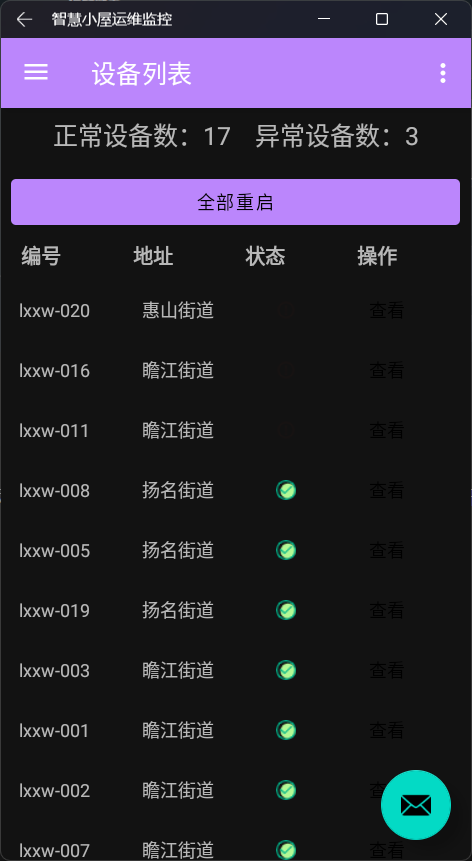 智慧小屋运维监控
设备列表
正常设备数：17 异常设备数：3
全部重启
编号 地址 状态 操作
lxxw-020 惠山街道 查看
lxxw-016 瞻江街道 查看
lxxw-011 瞻江街道 查看
lxxw-008 扬名街道 查看
lxxw-005 扬名街道 查看
lxxw-019 扬名街道 查看
lxxw-003 瞻江街道 查看
lxxw-001 瞻江街道 查看
lxxw-002 瞻江街道
lxxw-007 瞻江街道